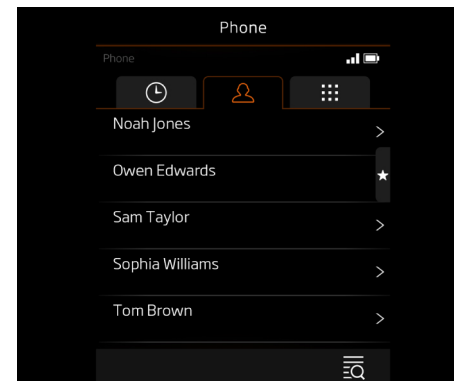 Phone
Phone
Noah Jones
Owen Edwards
Sam Taylor
Sophia Williams
Tom Brown